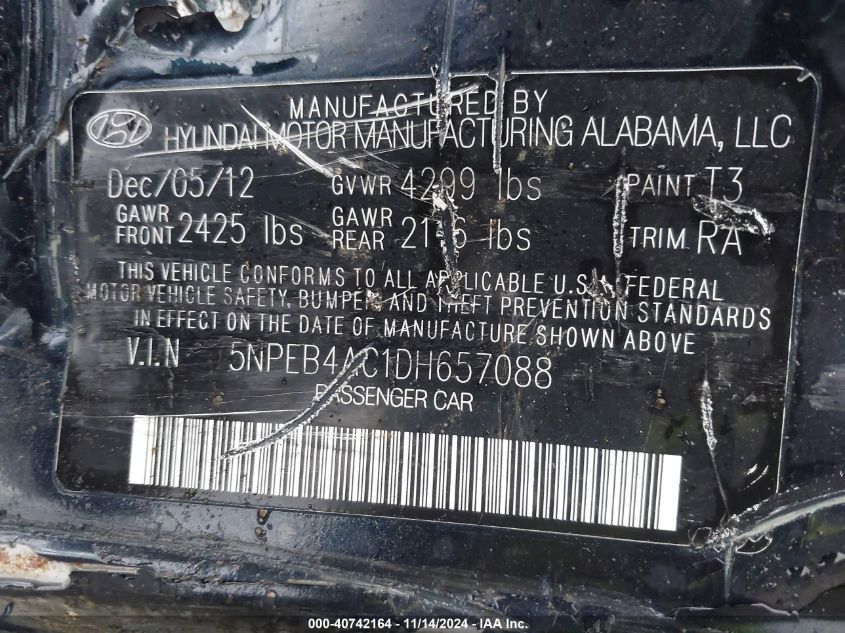 MANUFACTURED BY
HYUNDAI MOTOR MANUFACTURING ALABAMA, LLC
Dec/05/12 GVWR 4299 lbs PAINT T3
GAWR FRONT 2425 lbs GAWR REAR lbs TRIM RA
THIS VEHICLE CONFORMS TO ALL APPLICABLE U.S.A. FEDERAL
MOTOR VEHICLE SAFETY, BUMPER, AND THEFT PREVENTION STANDARDS
IN EFFECT ON THE DATE OF MANUFACTURE SHOWN ABOVE
V.I.N 5NPEB4AC1DH657088
PASSENGER CAR
000-40742164 - 11/14/2024 - IAA Inc.